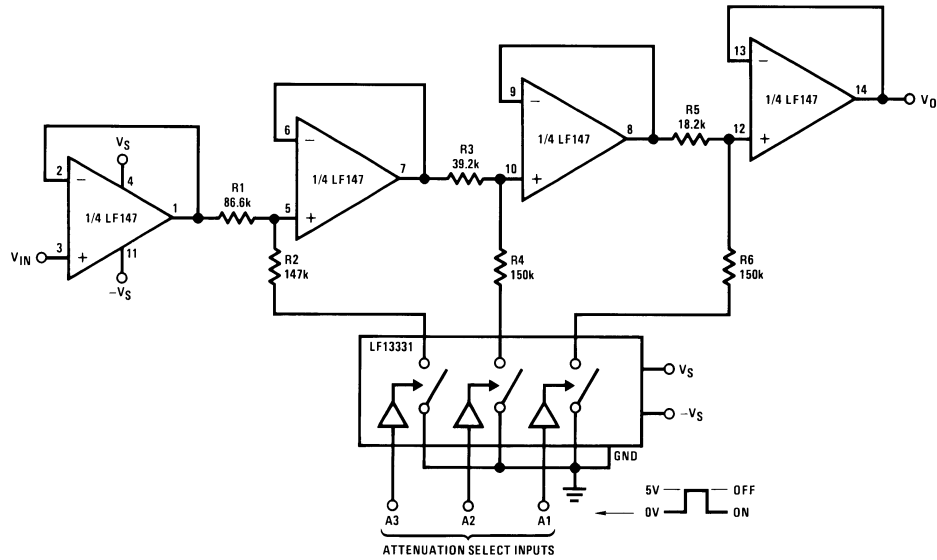 13
−
14
1/4 LF147
V_O
12
+
R5
18.2k
9
−
8
1/4 LF147
10
+
6
−
7
1/4 LF147
5
+
R3
39.2k
V_S
2
−
4
1
1/4 LF147
11
3
+
V_IN
−V_S
R1
86.6k
R2
147k
R4
150k
R6
150k
LF13331
V_S
−V_S
GND
A3
A2
A1
5V
OFF
0V
ON
ATTENUATION SELECT INPUTS